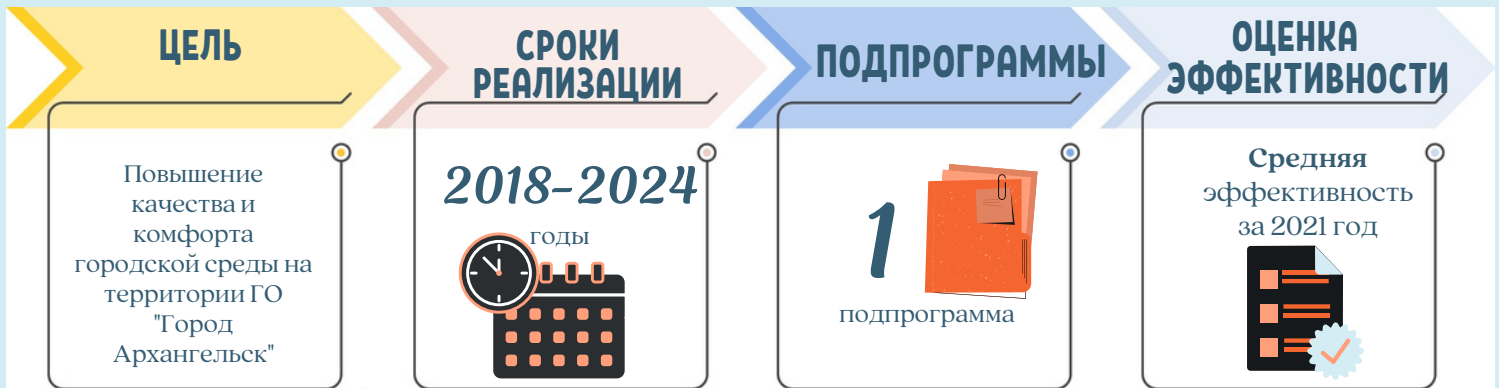 ЦЕЛЬ
Повышение
качества и
комфорта
городской среды на
территории ГО
"Город
Архангельск"
СРОКИ
РЕАЛИЗАЦИИ
2018-2024
годы
ПОДПРОГРАММЫ
1
подпрограмма
ОЦЕНКА
ЭФФЕКТИВНОСТИ
Средняя
эффективность
за 2021 год